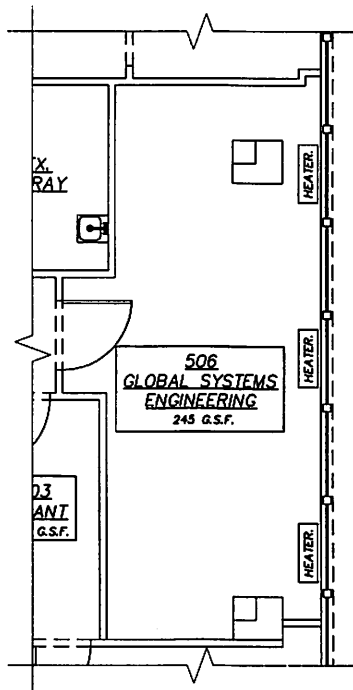 X.
RAY
HEATER.
506
GLOBAL SYSTEMS
ENGINEERING
245 G.S.F.
HEATER.
03
ANT
G.S.F.
HEATER.